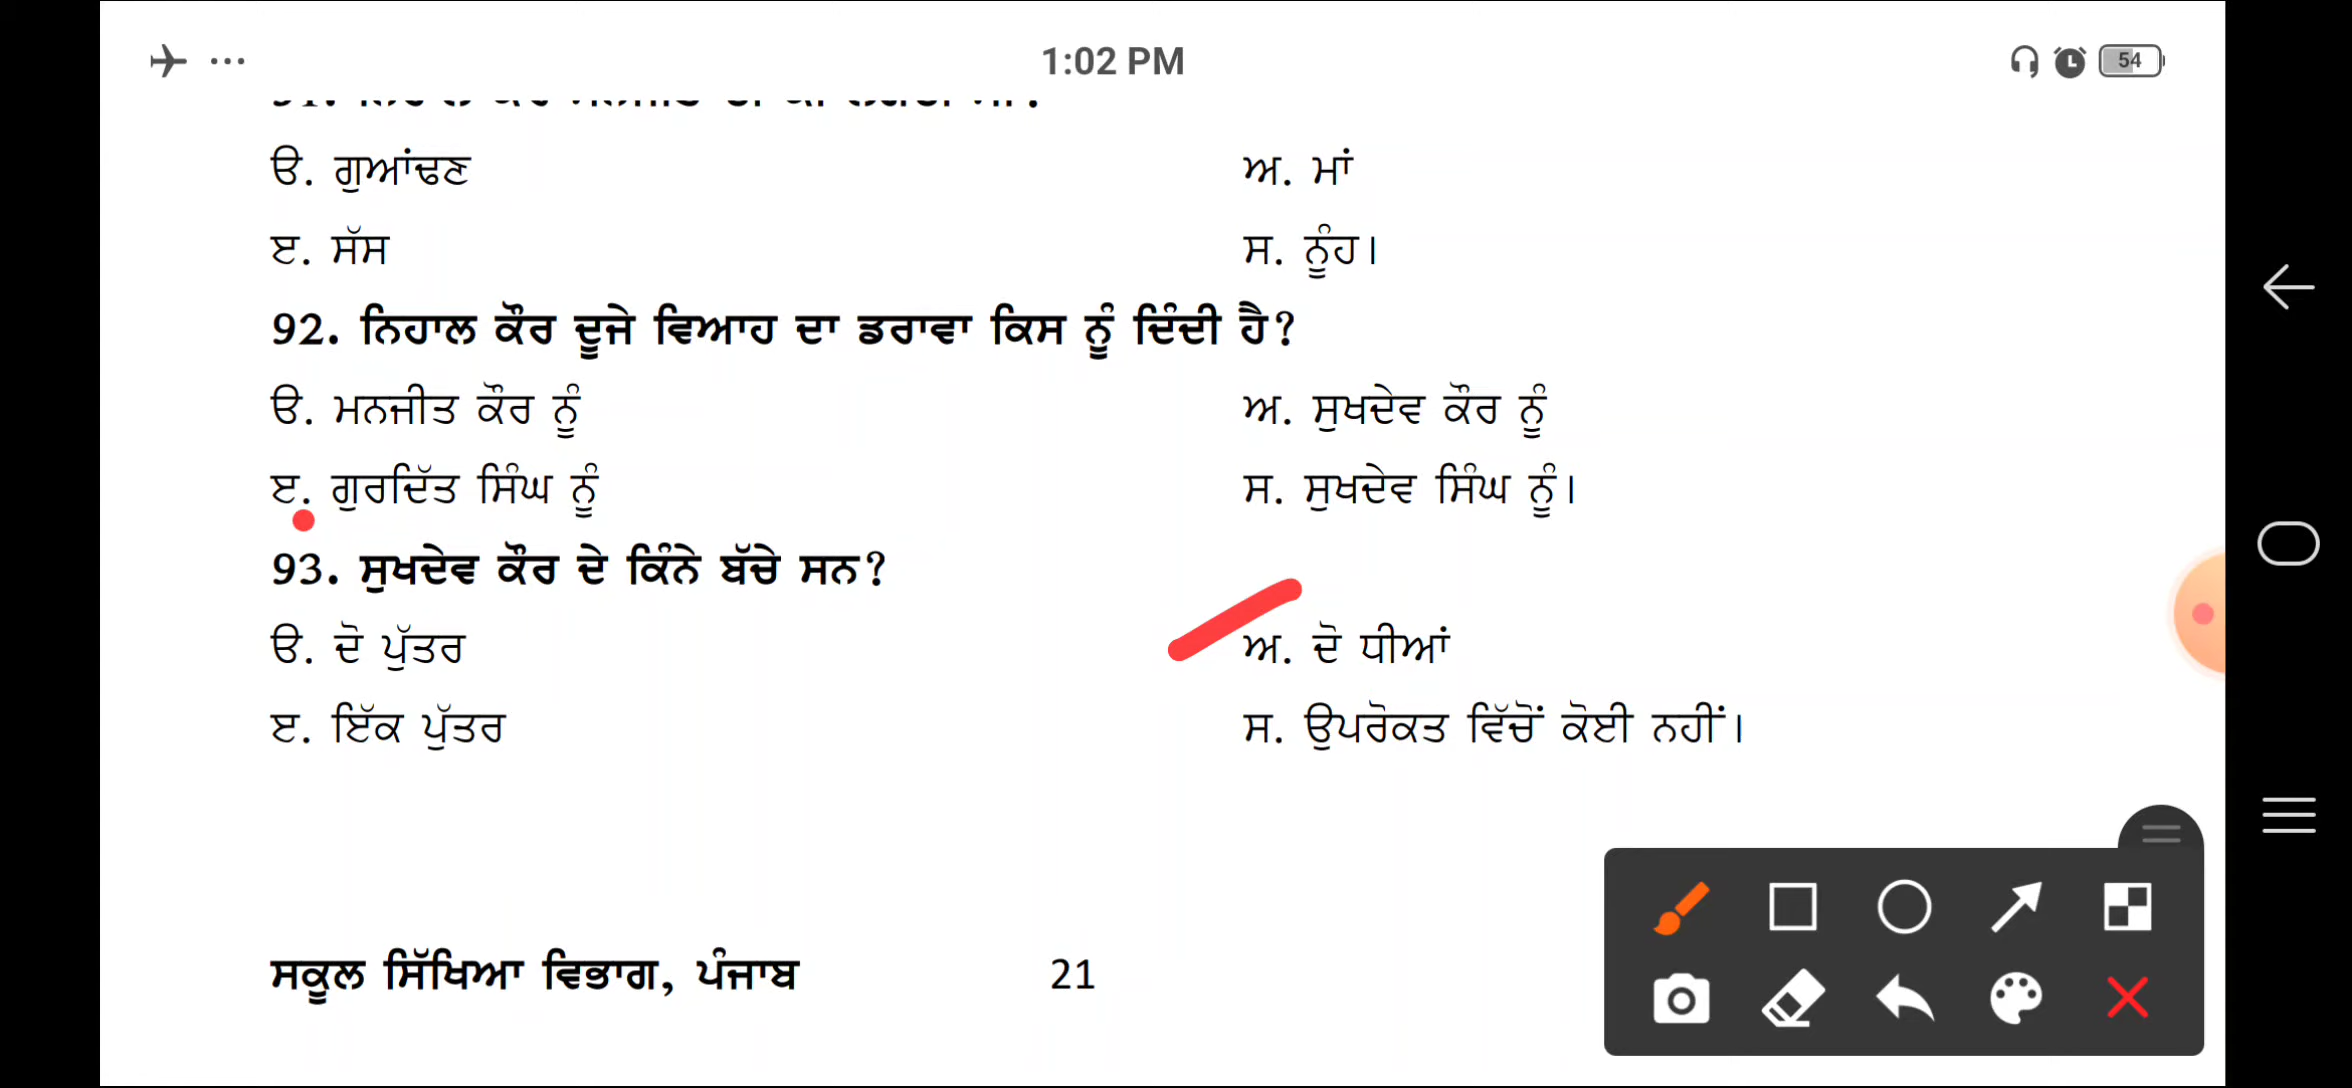 1:02 PM
54
ੳ. ਗੁਆਂਢਣ
ਅ. ਮਾਂ
ੲ. ਸੱਸ
ਸ. ਨੂੰਹ।
92. ਨਿਹਾਲ ਕੌਰ ਦੂਜੇ ਵਿਆਹ ਦਾ ਡਰਾਵਾ ਕਿਸ ਨੂੰ ਦਿੰਦੀ ਹੈ?
ੳ. ਮਨਜੀਤ ਕੌਰ ਨੂੰ
ਅ. ਸੁਖਦੇਵ ਕੌਰ ਨੂੰ
ੲ. ਗੁਰਦਿੱਤ ਸਿੰਘ ਨੂੰ
ਸ. ਸੁਖਦੇਵ ਸਿੰਘ ਨੂੰ।
93. ਸੁਖਦੇਵ ਕੌਰ ਦੇ ਕਿੰਨੇ ਬੱਚੇ ਸਨ?
ੳ. ਦੋ ਪੁੱਤਰ
ਅ. ਦੋ ਧੀਆਂ
ੲ. ਇੱਕ ਪੁੱਤਰ
ਸ. ਉਪਰੋਕਤ ਵਿੱਚੋਂ ਕੋਈ ਨਹੀਂ।
ਸਕੂਲ ਸਿੱਖਿਆ ਵਿਭਾਗ, ਪੰਜਾਬ 21